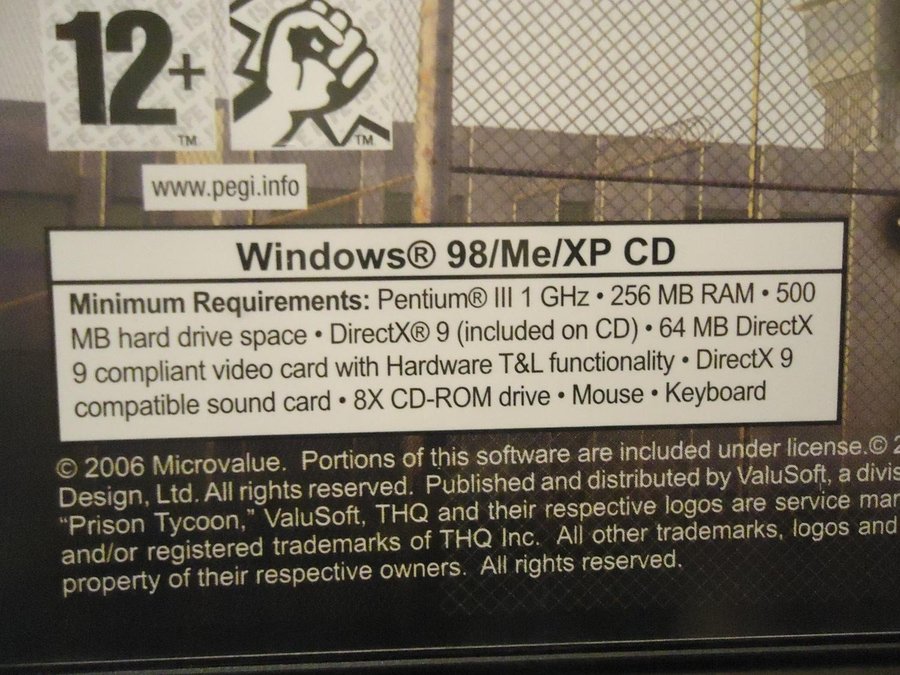 12+
TM
TM
www.pegi.info
Windows® 98/Me/XP CD
Minimum Requirements: Pentium® III 1 GHz • 256 MB RAM • 500
MB hard drive space • DirectX® 9 (included on CD) • 64 MB DirectX
9 compliant video card with Hardware T&L functionality • DirectX 9
compatible sound card • 8X CD-ROM drive • Mouse • Keyboard
© 2006 Microvalue. Portions of this software are included under license.© 2
Design, Ltd. All rights reserved. Published and distributed by ValuSoft, a divis
"Prison Tycoon," ValuSoft, THQ and their respective logos are service mar
and/or registered trademarks of THQ Inc. All other trademarks, logos and
property of their respective owners. All rights reserved.